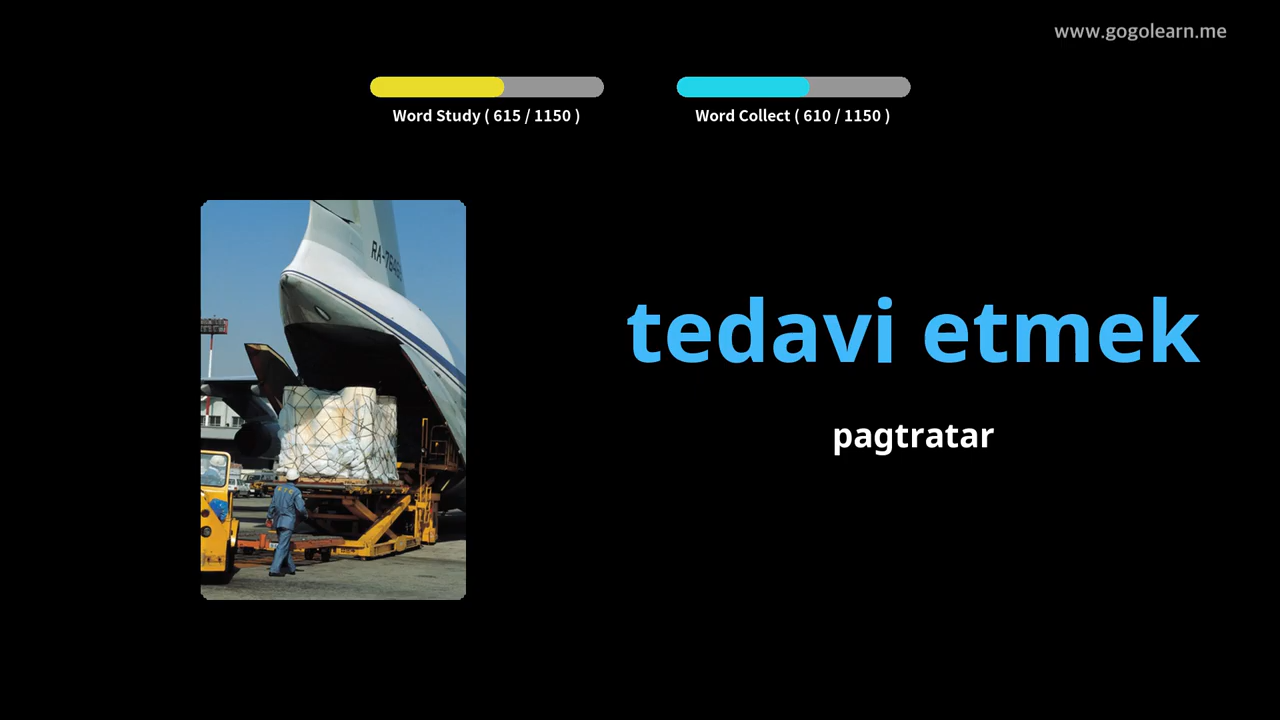 www.gogolearn.me
Word Study ( 615 / 1150 )
Word Collect ( 610 / 1150 )
tedavi etmek
pagtratar